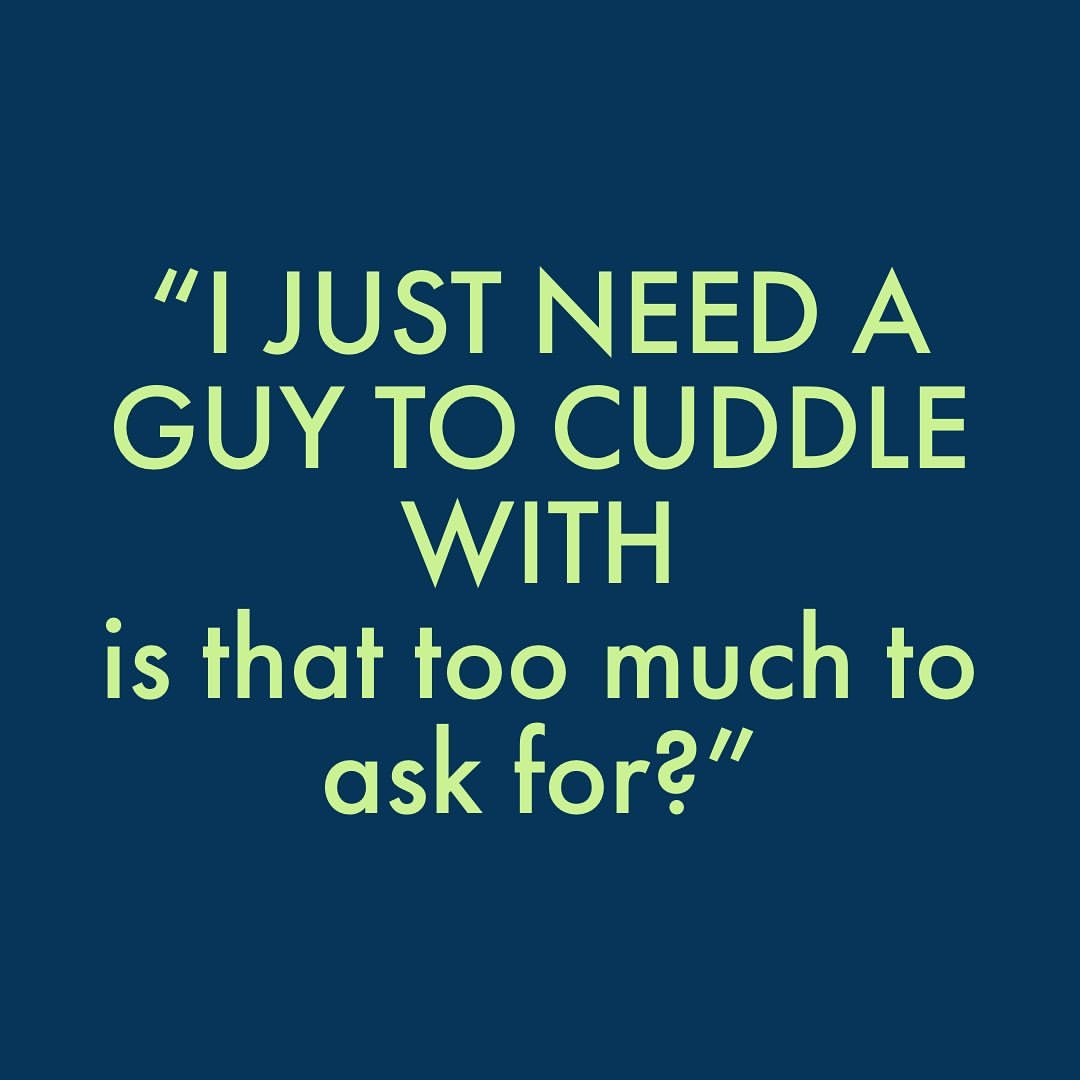 “I JUST NEED A
GUY TO CUDDLE
WITH
is that too much to
ask for?”